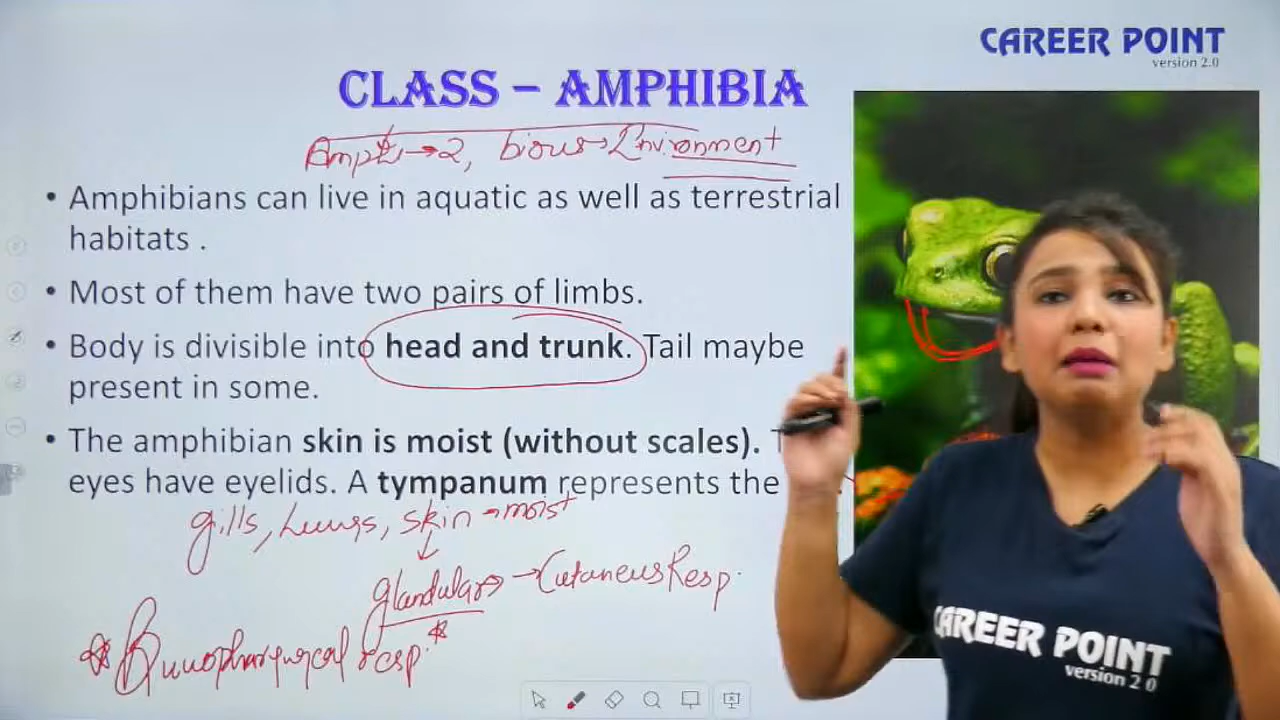 CAREER POINT
version 2.0
CLASS – AMPHIBIA
Amphi → 2, bious → Environment
• Amphibians can live in aquatic as well as terrestrial
habitats .
• Most of them have two pairs of limbs.
• Body is divisible into head and trunk. Tail maybe
present in some.
• The amphibian skin is moist (without scales).
eyes have eyelids. A tympanum represents the
gills, Lungs, skin → moist
glandular → Cutaneus Resp.
resp.
CAREER POINT
version 2 0